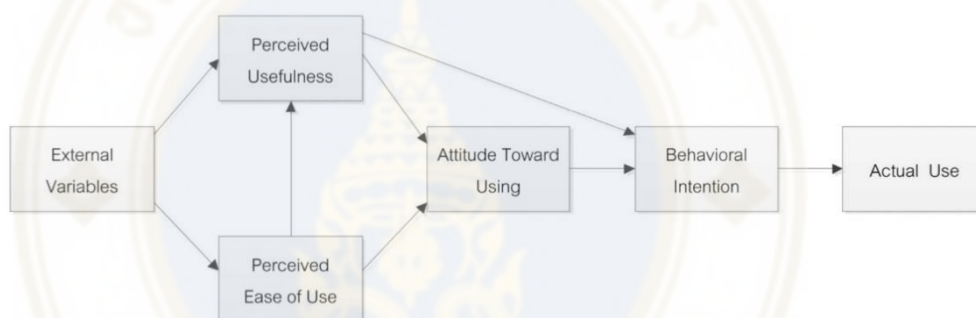 Perceived
Usefulness
External
Variables
Attitude Toward
Using
Behavioral
Intention
Actual Use
Perceived
Ease of Use